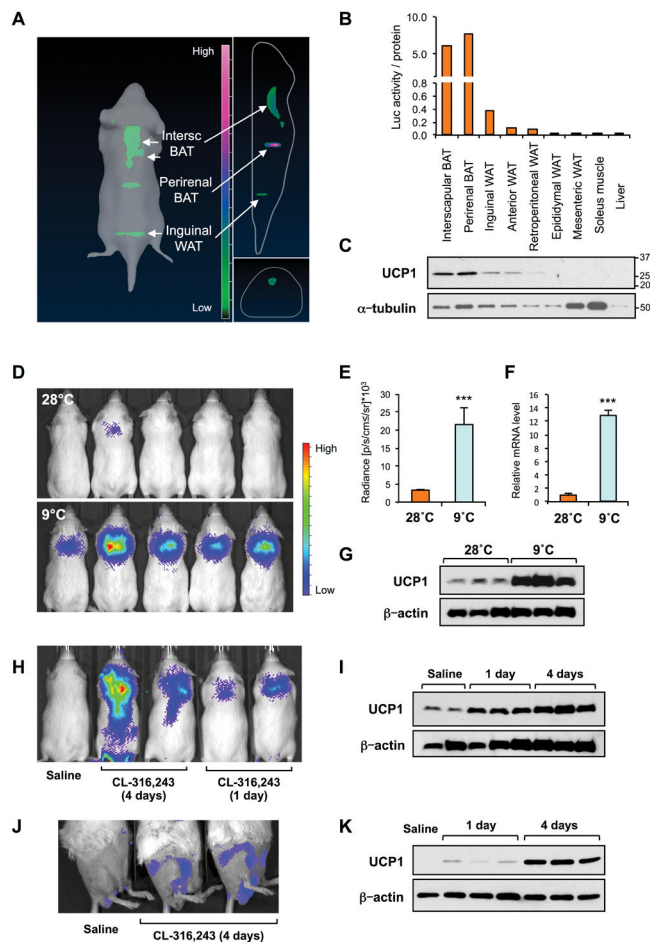 A
High
Intersc
BAT
Perirenal
BAT
Inguinal
WAT
Low
B
Luc activity / protein
10.0
5.0
0.8
0.6
0.4
0.2
0.0
Interscapular BAT
Perirenal BAT
Inguinal WAT
Anterior WAT
Retroperitoneal WAT
Epididymal WAT
Mesenteric WAT
Soleus muscle
Liver
C
UCP1
37
25
20
α-tubulin
50
D
28°C
9°C
High
Low
E
Radiance [p/s/cm≤/sr]*10³
35
30
25
20
15
10
5
0
***
28˚C
9˚C
F
Relative mRNA level
16
14
12
10
8
6
4
2
0
***
28˚C
9˚C
G
28˚C
9˚C
UCP1
β-actin
H
Saline
CL-316,243
(4 days)
CL-316,243
(1 day)
I
Saline
1 day
4 days
UCP1
β-actin
J
Saline
CL-316,243 (4 days)
K
Saline
1 day
4 days
UCP1
β-actin